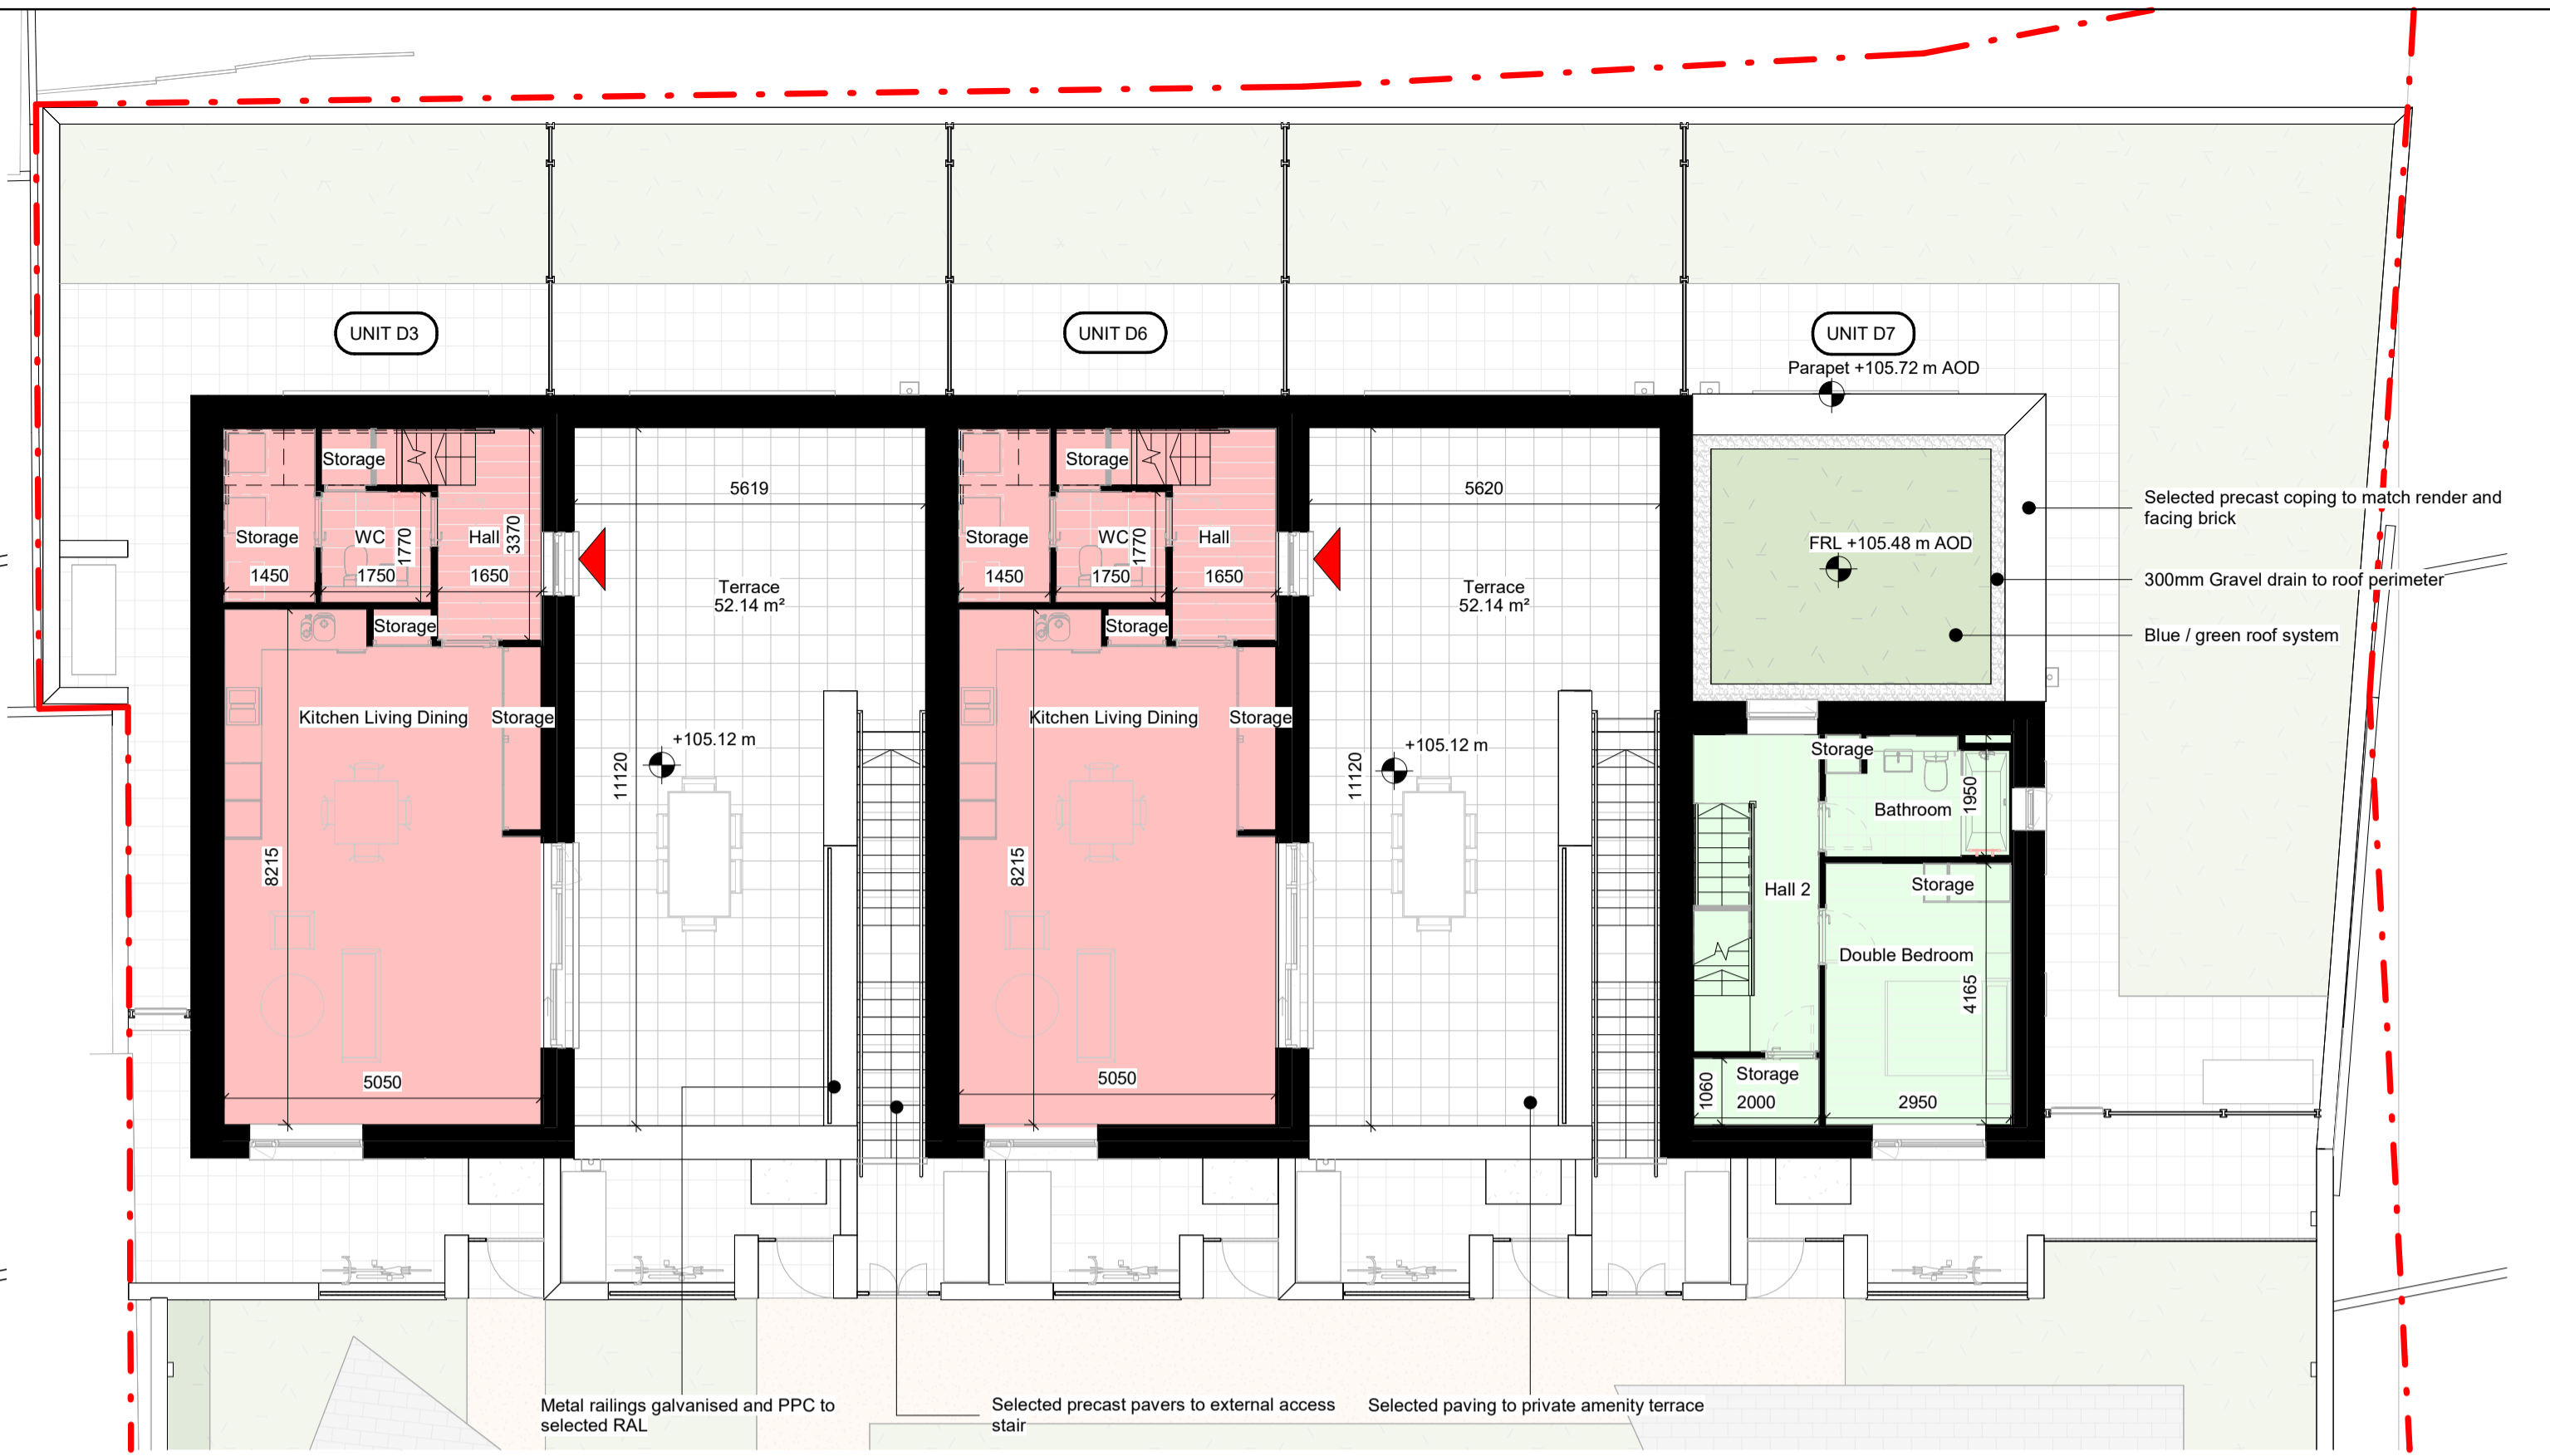 UNIT D3
UNIT D6
UNIT D7
Parapet +105.72 m AOD
Storage
Storage
5619
5620
Selected precast coping to match render and
facing brick
Storage
WC
1770
Hall
3370
Storage
WC
1770
Hall
FRL +105.48 m AOD
1450
1750
1650
1450
1750
1650
300mm Gravel drain to roof perimeter
Terrace
52.14 m²
Terrace
52.14 m²
Storage
Storage
Blue / green roof system
Kitchen Living Dining
Storage
Kitchen Living Dining
Storage
+105.12 m
+105.12 m
Storage
11120
11120
Bathroom
1950
8215
8215
Hall 2
Storage
Double Bedroom
4165
5050
5050
Storage
1060
2000
2950
Metal railings galvanised and PPC to
selected RAL
Selected precast pavers to external access
stair
Selected paving to private amenity terrace